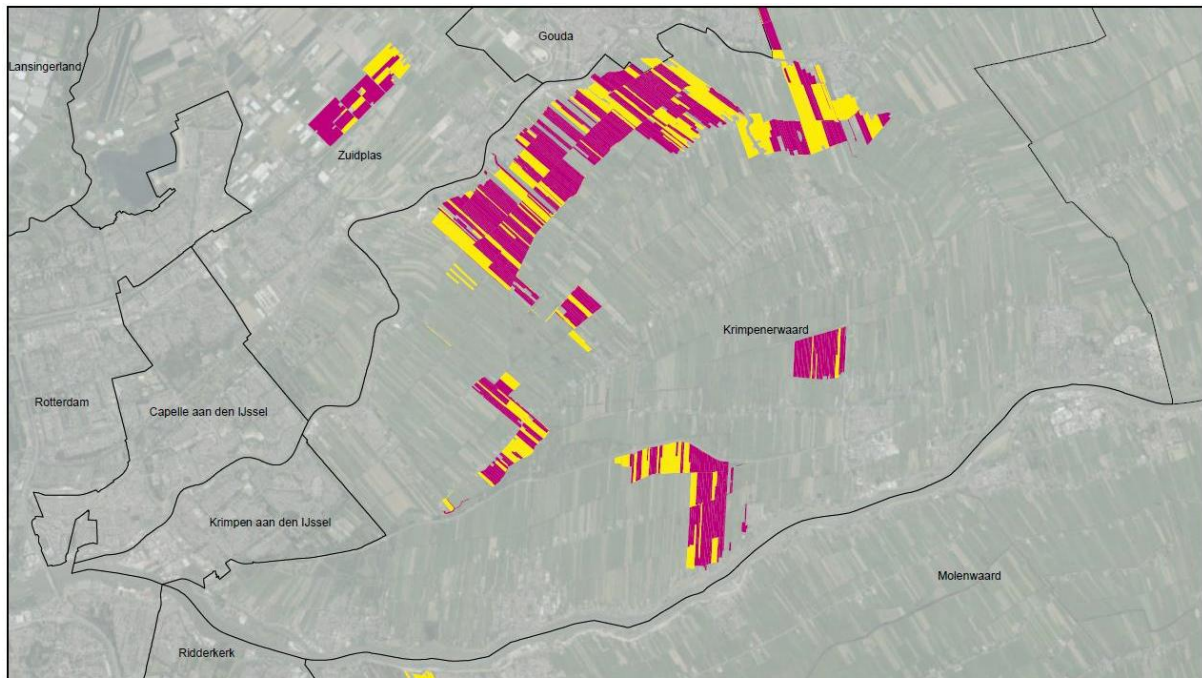 Gouda
Lansingerland
Zuidplas
Krimpenerwaard
Rotterdam
Capelle aan den IJssel
Krimpen aan den IJssel
Molenwaard
Ridderkerk